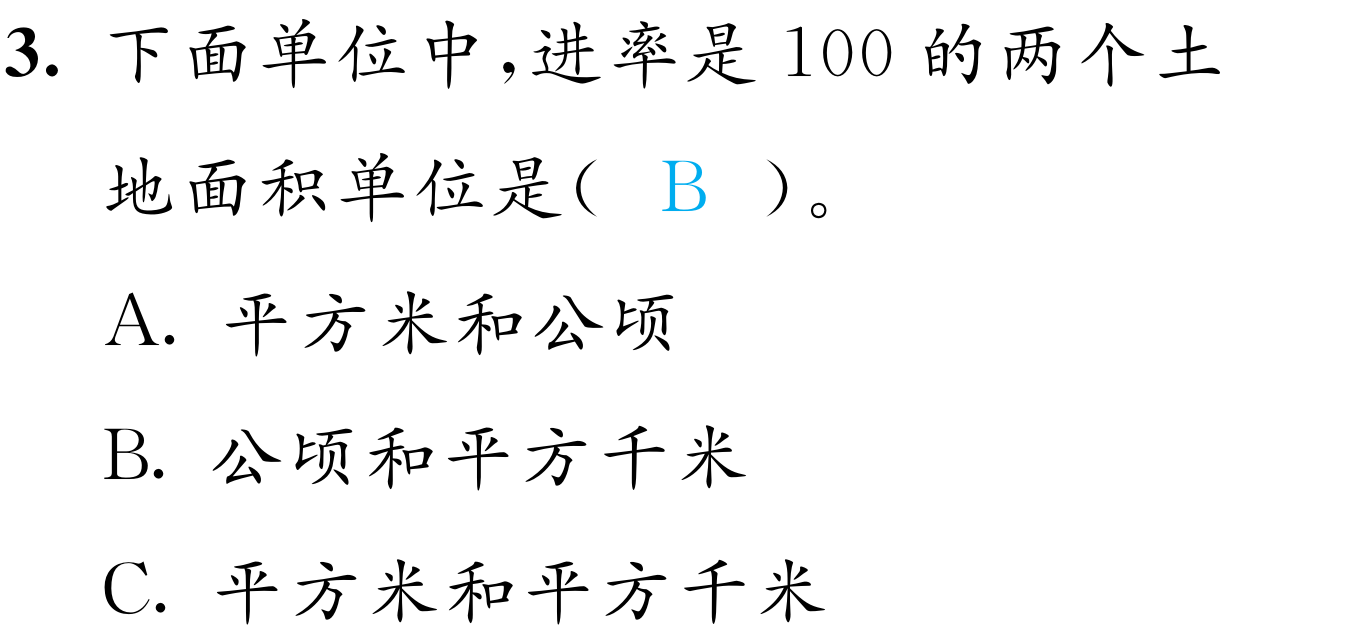 3. 下面单位中,进率是 100 的两个土
地面积单位是( B )。
A. 平方米和公顷
B. 公顷和平方千米
C. 平方米和平方千米